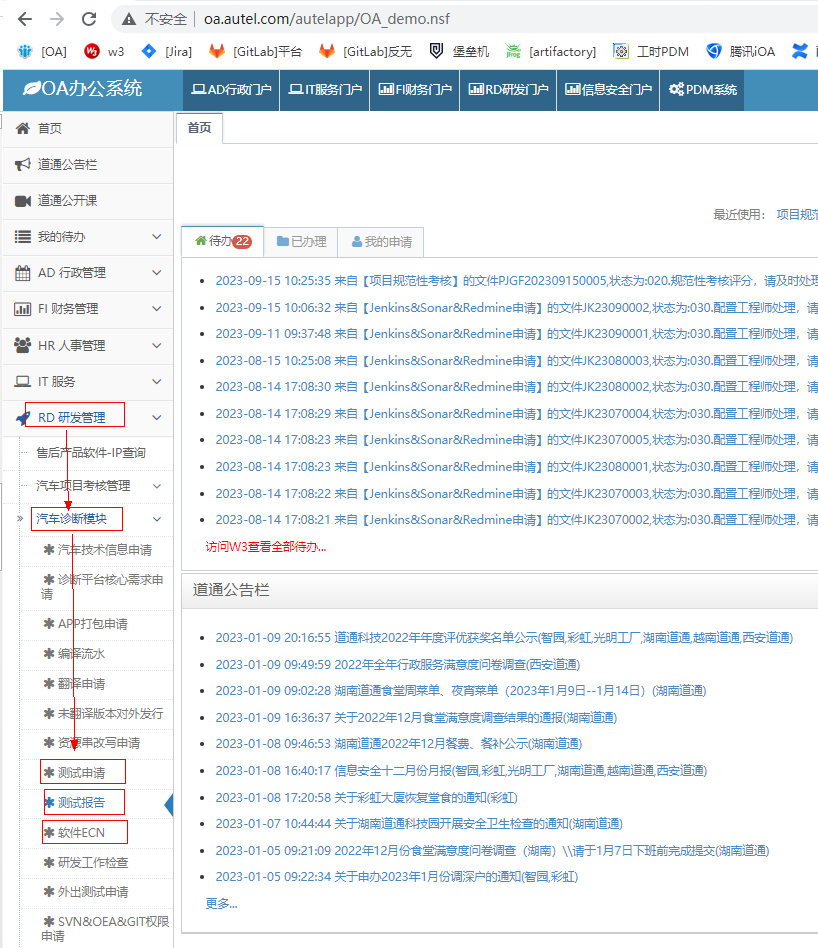 不安全 | oa.autel.com/autelapp/OA_demo.nsf
[OA] w3 [Jira] [GitLab]平台 [GitLab]反无 堡垒机 [artifactory] 工时PDM 腾讯iOA
OA办公系统 AD行政门户 IT服务门户 FI财务门户 RD研发门户 信息安全门户 PDM系统
首页
道通公告栏
道通公开课
我的待办
AD 行政管理
FI 财务管理
HR 人事管理
IT 服务
RD 研发管理
售后产品软件-IP查询
汽车项目考核管理
汽车诊断模块
汽车技术信息申请
诊断平台核心需求申
请
APP打包申请
编译流水
翻译申请
未翻译版本对外发行
资源串改写申请
测试申请
测试报告
软件ECN
研发工作检查
外出测试申请
SVN&OEA&GIT权限
申请
首页
最近使用： 项目规范
待办22 已办理 我的申请
2023-09-15 10:25:35 来自【项目规范性考核】的文件PJGF202309150005,状态为:020.规范性考核评分，请及时处理
2023-09-15 10:06:32 来自【Jenkins&Sonar&Redmine申请】的文件JK23090002,状态为:030.配置工程师处理，请
2023-09-11 09:37:48 来自【Jenkins&Sonar&Redmine申请】的文件JK23090001,状态为:030.配置工程师处理，请
2023-08-15 10:25:08 来自【Jenkins&Sonar&Redmine申请】的文件JK23080003,状态为:030.配置工程师处理，请
2023-08-14 17:08:30 来自【Jenkins&Sonar&Redmine申请】的文件JK23080002,状态为:030.配置工程师处理，请
2023-08-14 17:08:29 来自【Jenkins&Sonar&Redmine申请】的文件JK23070004,状态为:030.配置工程师处理，请
2023-08-14 17:08:23 来自【Jenkins&Sonar&Redmine申请】的文件JK23070005,状态为:030.配置工程师处理，请
2023-08-14 17:08:23 来自【Jenkins&Sonar&Redmine申请】的文件JK23080001,状态为:030.配置工程师处理，请
2023-08-14 17:08:22 来自【Jenkins&Sonar&Redmine申请】的文件JK23070003,状态为:030.配置工程师处理，请
2023-08-14 17:08:21 来自【Jenkins&Sonar&Redmine申请】的文件JK23070002,状态为:030.配置工程师处理，请
访问W3查看全部待办...
道通公告栏
2023-01-09 20:16:55 道通科技2022年年度评优获奖名单公示(智园,彩虹,光明工厂,湖南道通,越南道通,西安道通)
2023-01-09 09:49:59 2022年全年行政服务满意度问卷调查(西安道通)
2023-01-09 09:02:28 湖南道通食堂周菜单、夜宵菜单（2023年1月9日--1月14日）(湖南道通)
2023-01-09 16:36:37 关于2022年12月食堂满意度调查结果的通报(湖南道通)
2023-01-08 09:46:53 湖南道通2022年12月餐费、餐补公示(湖南道通)
2023-01-08 16:40:17 信息安全十二月份月报(智园,彩虹,光明工厂,湖南道通,越南道通,西安道通)
2023-01-08 17:20:58 关于彩虹大厦恢复堂食的通知(彩虹)
2023-01-07 10:44:44 关于湖南道通科技园开展安全卫生检查的通知(湖南道通)
2023-01-05 09:21:09 2022年12月份食堂满意度问卷调查（湖南）\\请于1月7日下班前完成提交(湖南道通)
2023-01-05 09:22:34 关于申办2023年1月份调深户的通知(智园,彩虹)
更多...